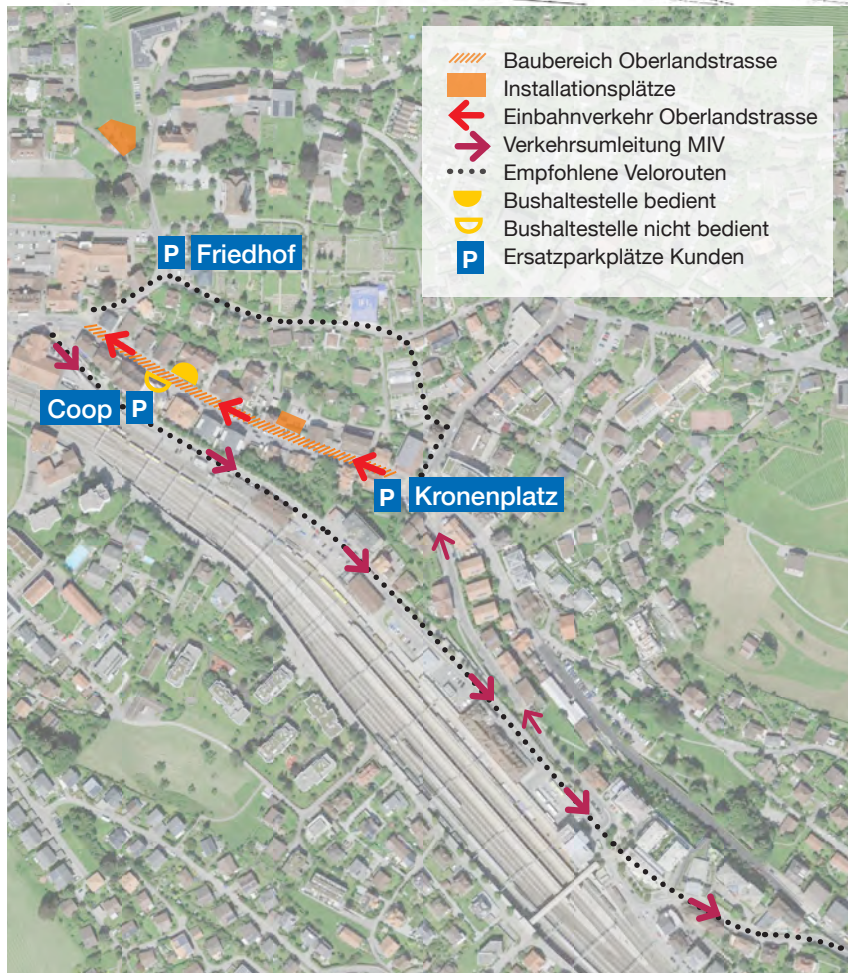 Baubereich Oberlandstrasse
Installationsplätze
Einbahnverkehr Oberlandstrasse
Verkehrsumleitung MIV
Empfohlene Velorouten
Bushaltestelle bedient
Bushaltestelle nicht bedient
P Ersatzparkplätze Kunden
P Friedhof
Coop P
P Kronenplatz